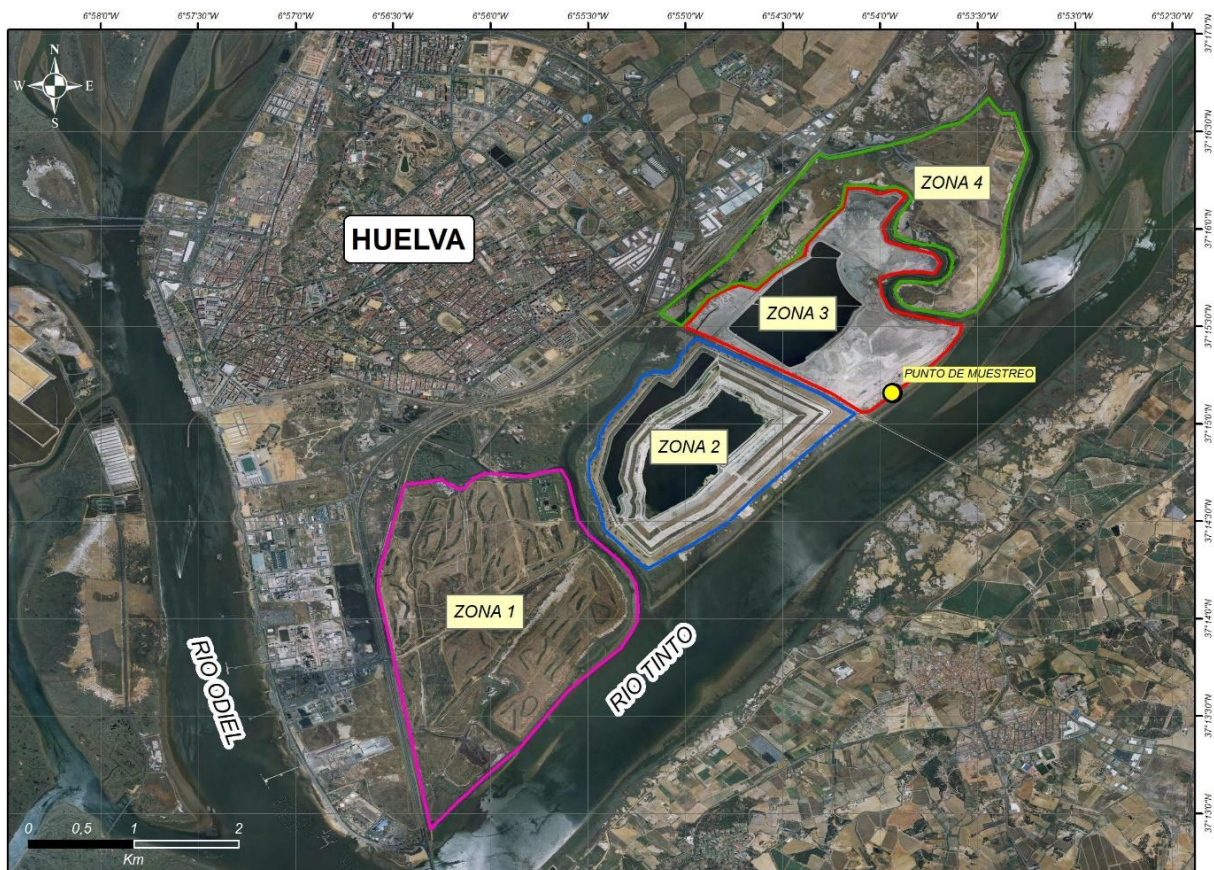 6°58'0"W
6°57'30"W
6°57'0"W
6°56'30"W
6°56'0"W
6°55'30"W
6°55'0"W
6°54'30"W
6°54'0"W
6°53'30"W
6°53'0"W
6°52'30"W
N
W
E
S
37°17'0"N
37°16'30"N
37°16'0"N
37°15'30"N
37°15'0"N
37°14'30"N
37°14'0"N
37°13'30"N
37°13'0"N
ZONA 4
HUELVA
ZONA 3
PUNTO DE MUESTREO
ZONA 2
ZONA 1
RIO ODIEL
RIO TINTO
0 0,5 1 2
Km